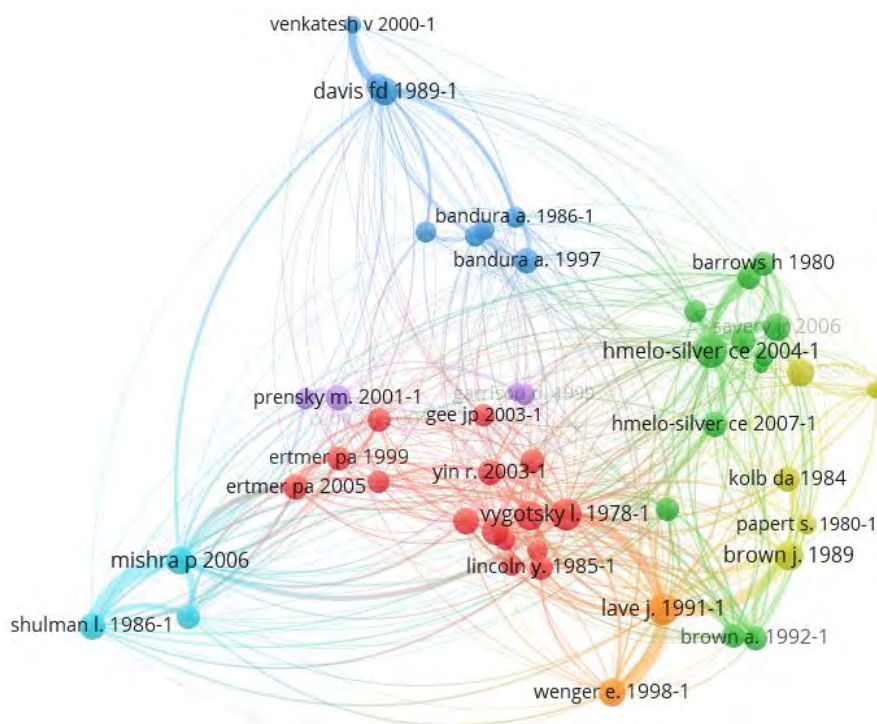 venkatesh v 2000-1
davis fd 1989-1
bandura a. 1986-1
bandura a. 1997
barrows h 1980
savery jr 2006
hmelo-silver ce 2004-1
prensky m. 2001-1
garrison d. 1999
gee jp 2003-1
hmelo-silver ce 2007-1
ertmer pa 1999
yin r. 2003-1
kolb da 1984
ertmer pa 2005
vygotsky l. 1978-1
papert s. 1980-1
mishra p 2006
lincoln y. 1985-1
brown j. 1989
lave j. 1991-1
shulman l. 1986-1
brown a. 1992-1
wenger e. 1998-1